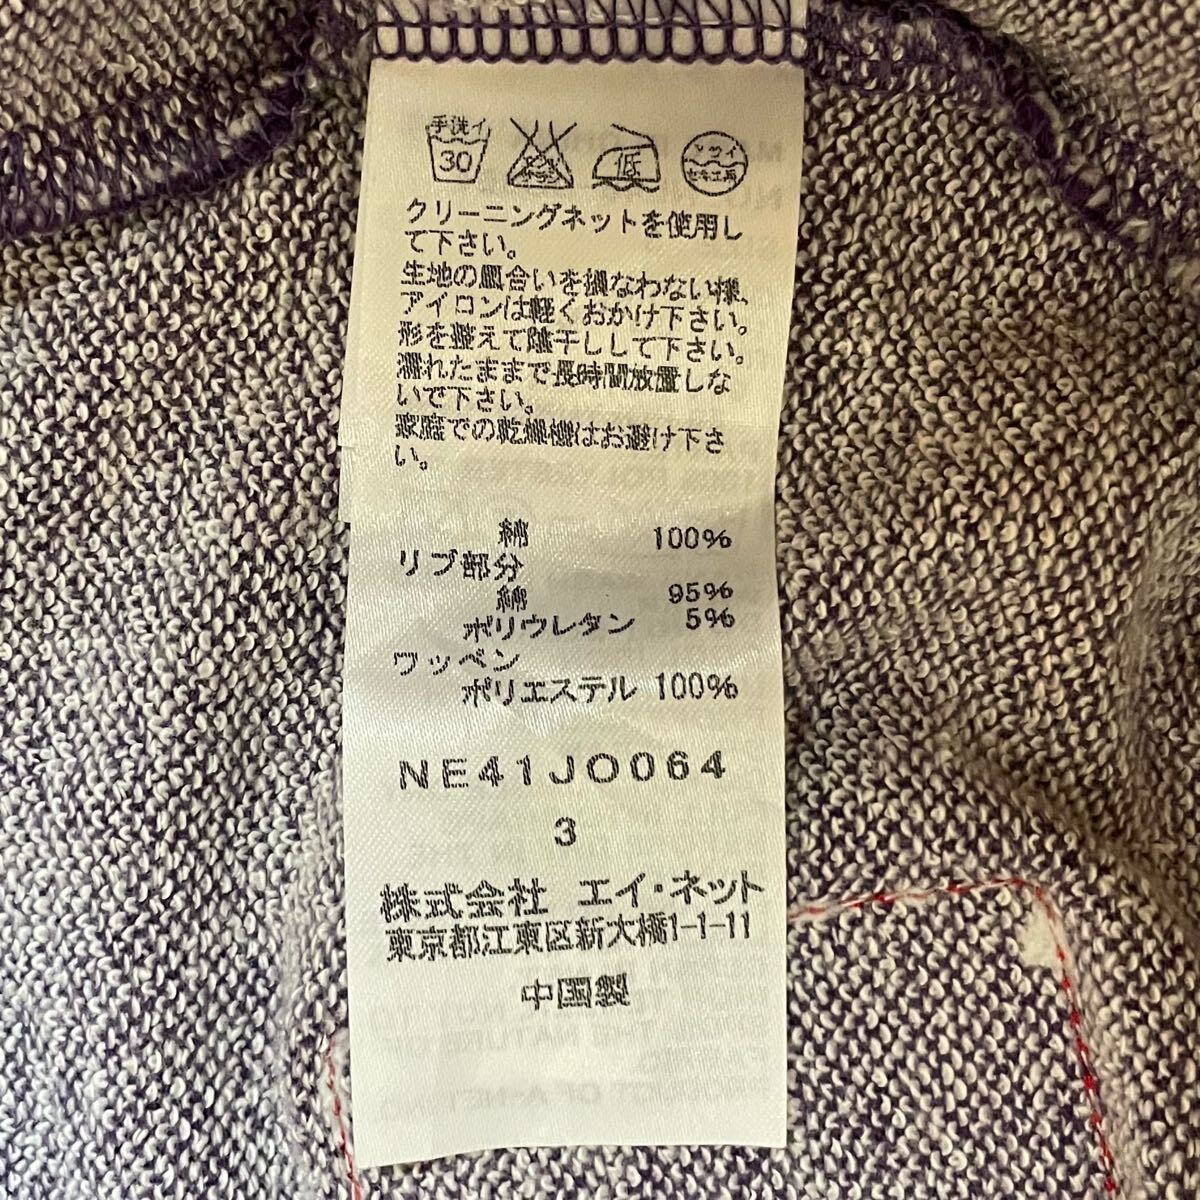 手洗イ
30
エンソ
サラシ
低
ドライ
セキユ系
クリーニングネットを使用し
て下さい。
生地の風合いを損なわない様、
アイロンは軽くおかけ下さい。
形を整えて陰干しして下さい。
濡れたままで長時間放置しな
いで下さい。
家庭での乾燥機はお避け下さ
い。
綿 100%
リブ部分
綿 95%
ポリウレタン 5%
ワッペン
ポリエステル 100%
NE41JO064
3
株式会社 エイ・ネット
東京都江東区新大橋1-1-11
中国製